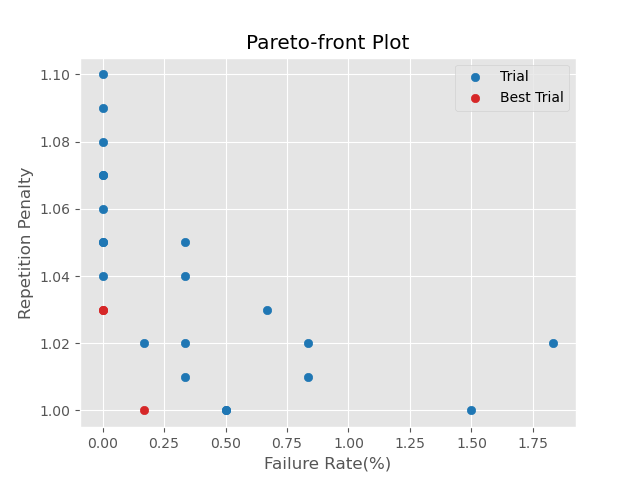 Pareto-front Plot
Trial
Best Trial
1.10
1.08
1.06
1.04
1.02
1.00
Repetition Penalty
0.00 0.25 0.50 0.75 1.00 1.25 1.50 1.75
Failure Rate(%)